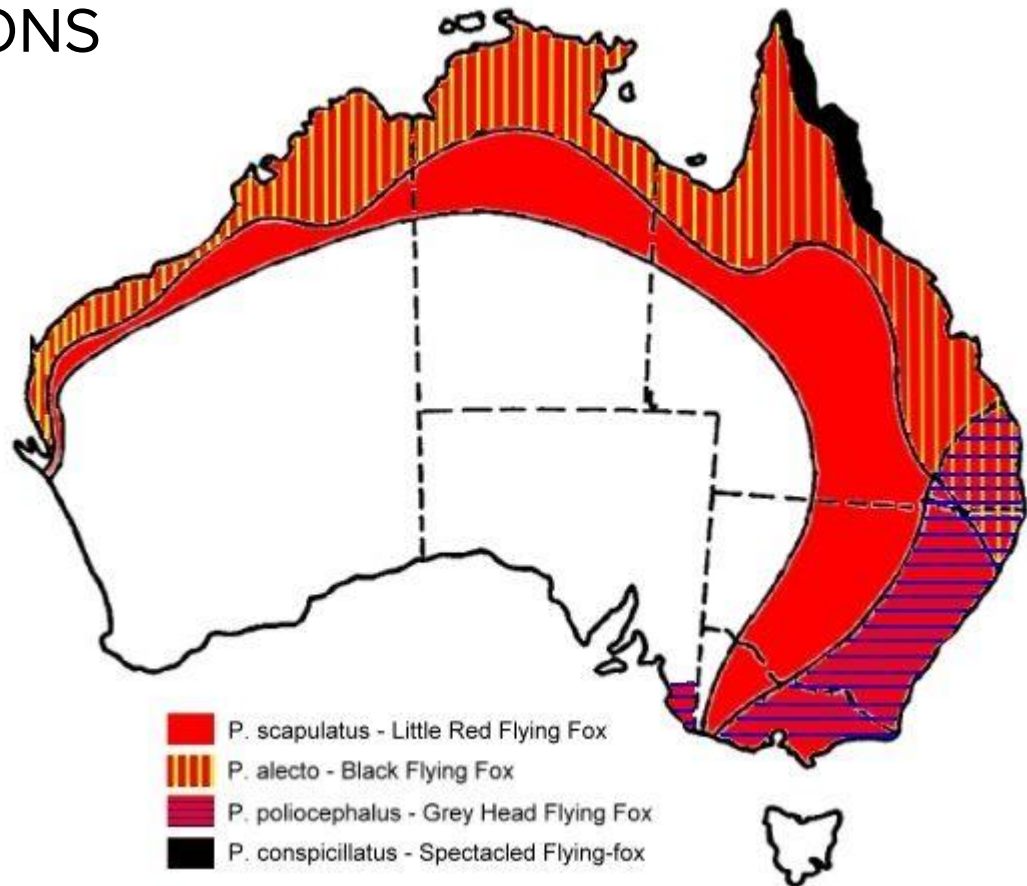 ONS
P. scapulatus - Little Red Flying Fox
P. alecto - Black Flying Fox
P. poliocephalus - Grey Head Flying Fox
P. conspicillatus - Spectacled Flying-fox